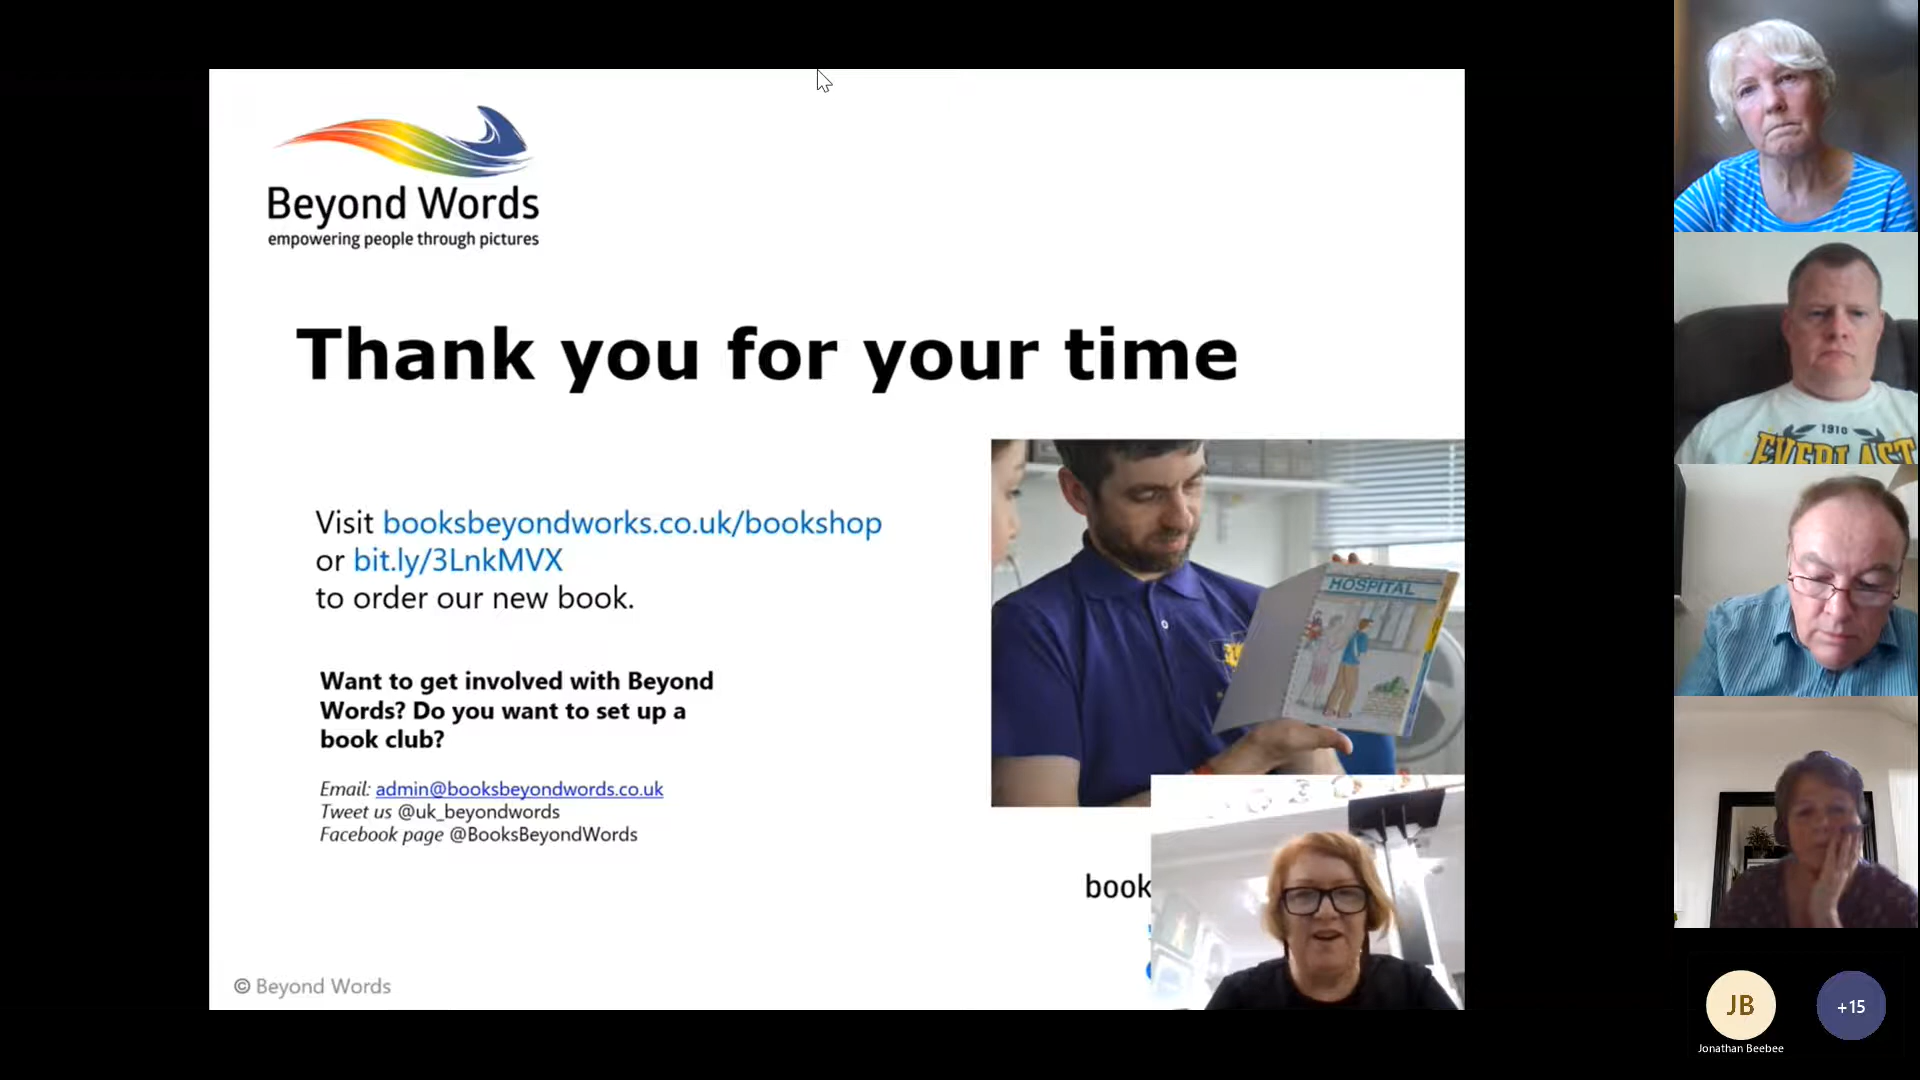 Beyond Words
empowering people through pictures
Thank you for your time
Visit booksbeyondworks.co.uk/bookshop
or bit.ly/3LnkMVX
to order our new book.
Want to get involved with Beyond
Words? Do you want to set up a
book club?
Email: admin@booksbeyondwords.co.uk
Tweet us @uk_beyondwords
Facebook page @BooksBeyondWords
HOSPITAL
book
© Beyond Words
1910
EVERLAST
JB
+15
Jonathan Beebee